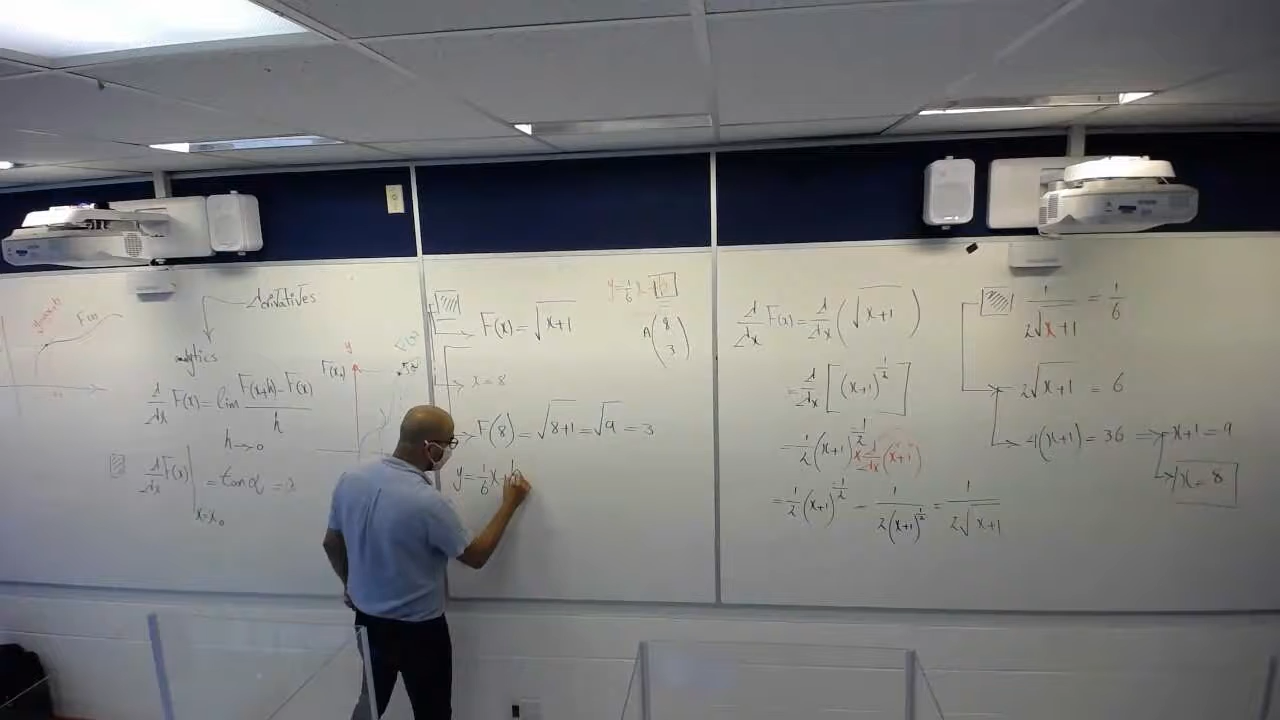 Derivatives
analytics
F(x)
d/dx F(x) = lim F(x+h) − F(x) / h
h→0
d/dx F(x) |x=x₀ = tan α = a
y
F(x₀)
F(x) = √x+1
y = 1/6 x +
A(8 3)
x = 8
F(8) = √8+1 = √9 = 3
y = 1/6 x + b
d/dx F(x) = d/dx (√x+1)
= d/dx [(x+1)^1/2]
= 1/2 (x+1)^-1/2 × d/dx (x+1)
= 1/2 (x+1)^-1/2 = 1/2(x+1)^1/2 = 1/2√x+1
1/2√x+1 = 1/6
2√x+1 = 6
4(x+1) = 36 ⇒ x+1 = 9
x = 8